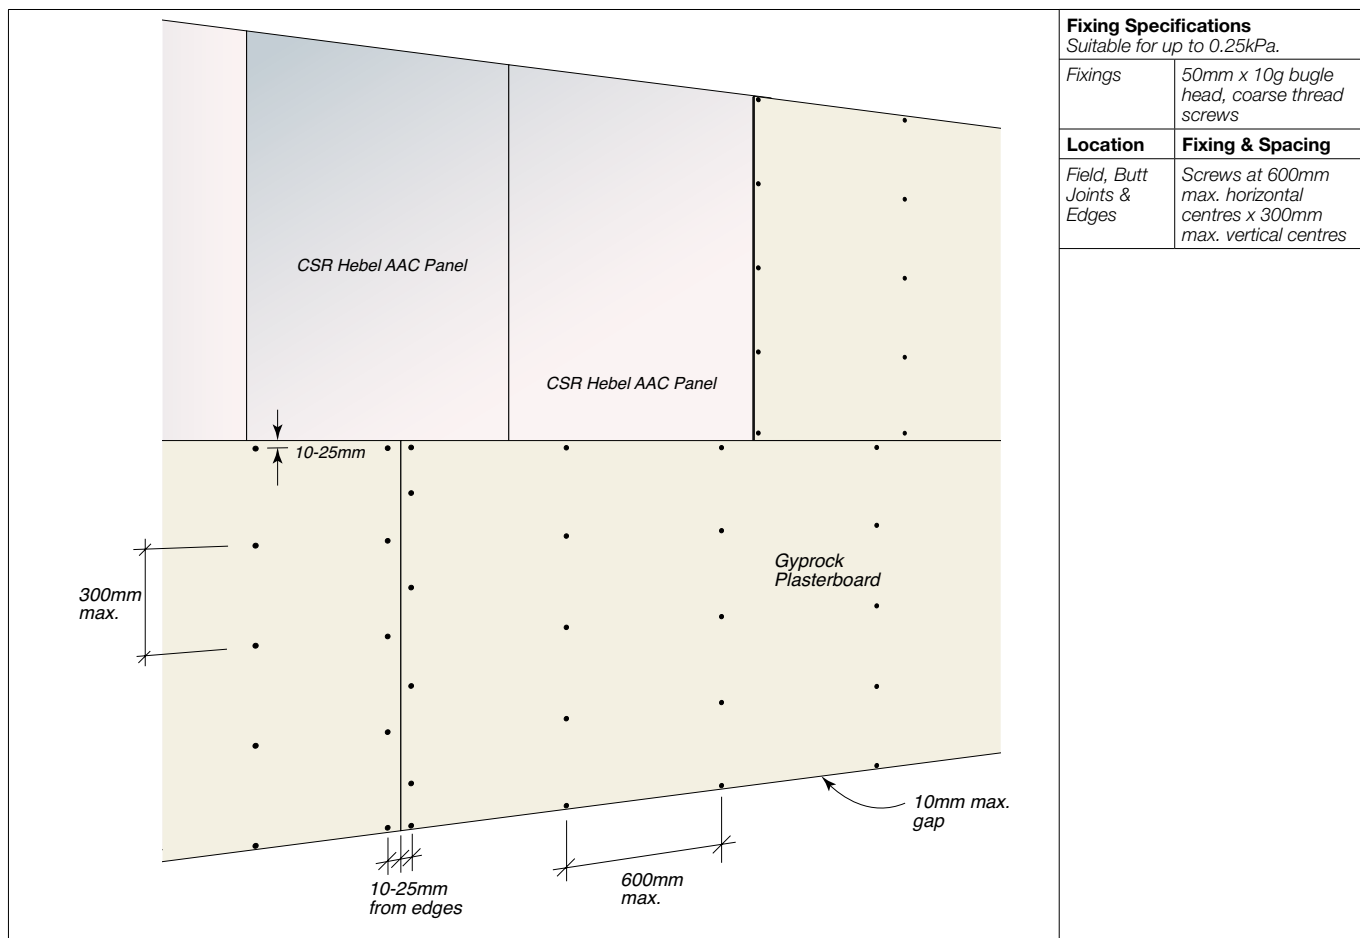 Fixing Specifications
Suitable for up to 0.25kPa.
Fixings
50mm x 10g bugle
head, coarse thread
screws
Location
Fixing & Spacing
Field, Butt
Joints &
Edges
Screws at 600mm
max. horizontal
centres x 300mm
max. vertical centres
CSR Hebel AAC Panel
CSR Hebel AAC Panel
10-25mm
300mm
max.
Gyprock
Plasterboard
10mm max.
gap
10-25mm
from edges
600mm
max.